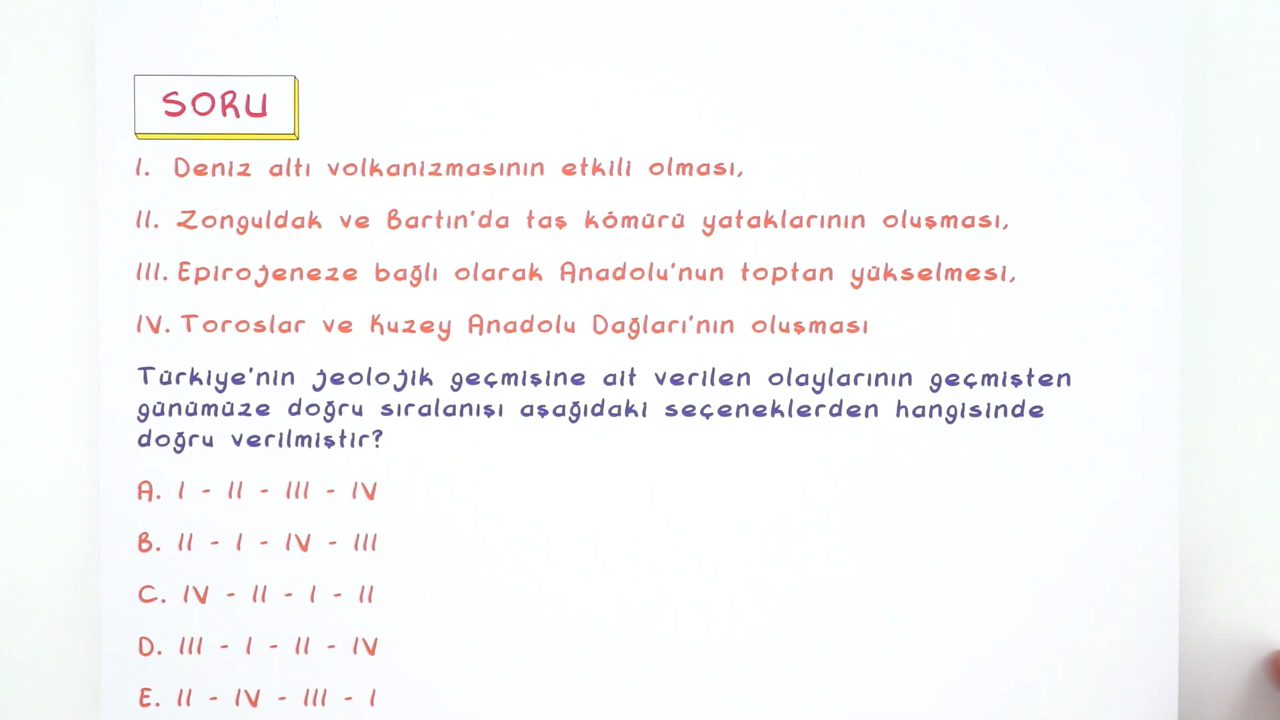 SORU
I. Deniz altı volkanizmasının etkili olması,
II. Zonguldak ve Bartın'da taş kömürü yataklarının oluşması,
III. Epirojeneze bağlı olarak Anadolu'nun toptan yükselmesi,
IV. Toroslar ve Kuzey Anadolu Dağları'nın oluşması
Türkiye'nin jeolojik geçmişine ait verilen olaylarının geçmişten
günümüze doğru sıralanışı aşağıdaki seçeneklerden hangisinde
doğru verilmiştir?
A. I - II - III - IV
B. II - I - IV - III
C. IV - II - I - II
D. III - I - II - IV
E. II - IV - III - I